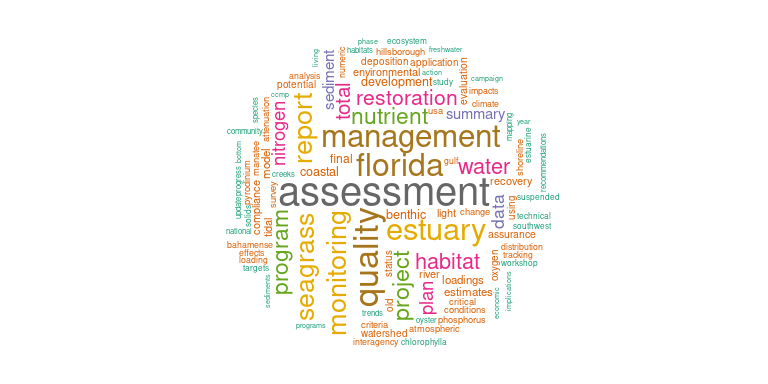 phase
ecosystem
habitats
hillsborough
freshwater
living
numeric
deposition
application
environmental
action
analysis
potential
sediment
development
study
evaluation
campaign
impacts
ccmp
total
restoration
climate
species
nitrogen
report
nutrient
usa
summary
year
attenuation
community
management
mapping
estuarine
bottom
manatee
model
final
florida
gulf
water
shoreline
recommendations
creeks
coastal
progress
pyrodinium
assessment
recovery
update
compliance
survey
suspended
solids
tidal
program
seagrass
monitoring
quality
benthic
light
change
data
using
technical
national
estuary
southwest
assurance
bahamense
effects
loading
targets
status
project
habitat
oxygen
distribution
tracking
workshop
sediments
plan
river
loadings
estimates
economic
implications
old
critical
conditions
trends
programs
criteria
oyster
phosphorus
watershed
atmospheric
interagency
chlorophylla